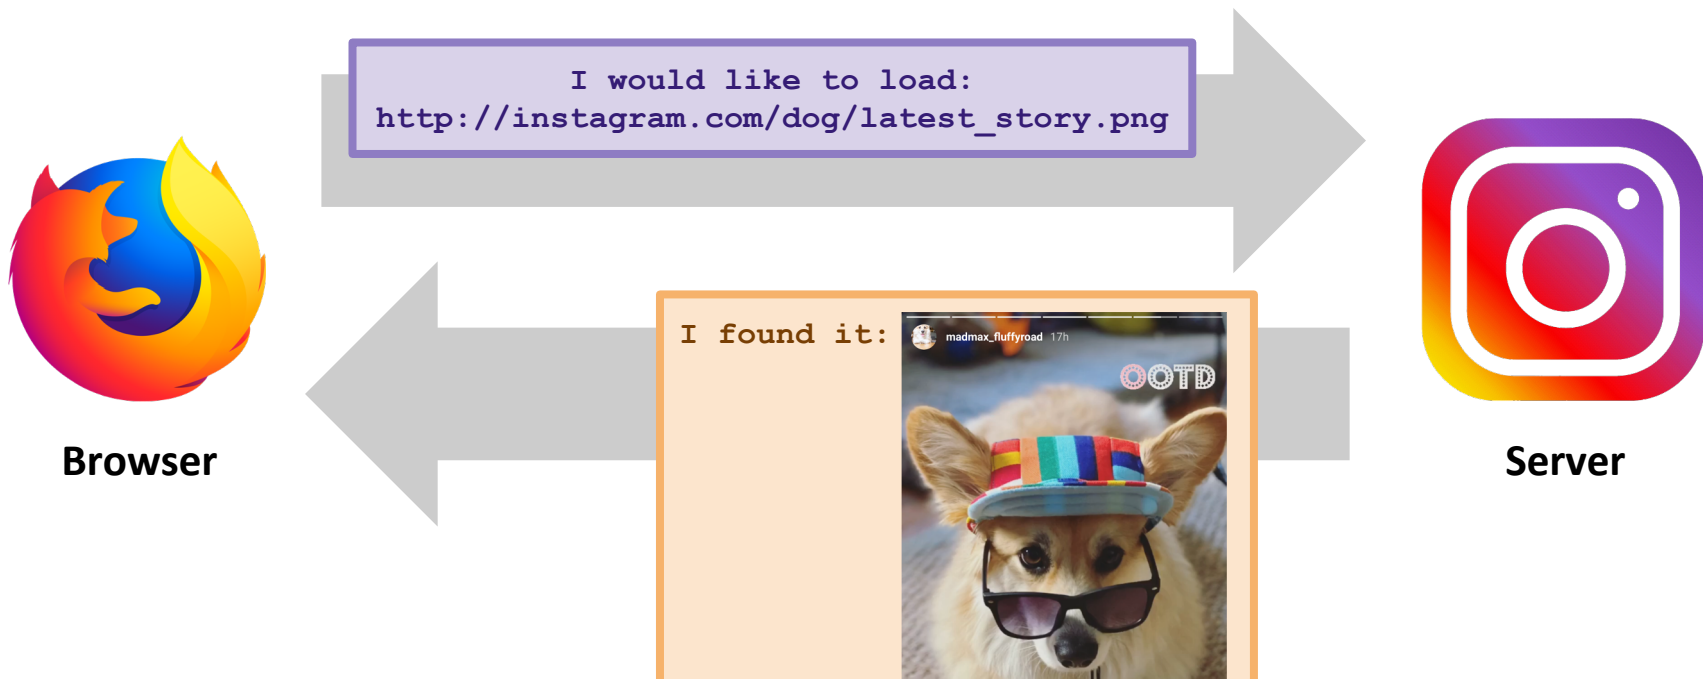 I would like to load:
http://instagram.com/dog/latest_story.png
I found it:
madmax_fluffyroad 17h
OOTD
Browser
Server